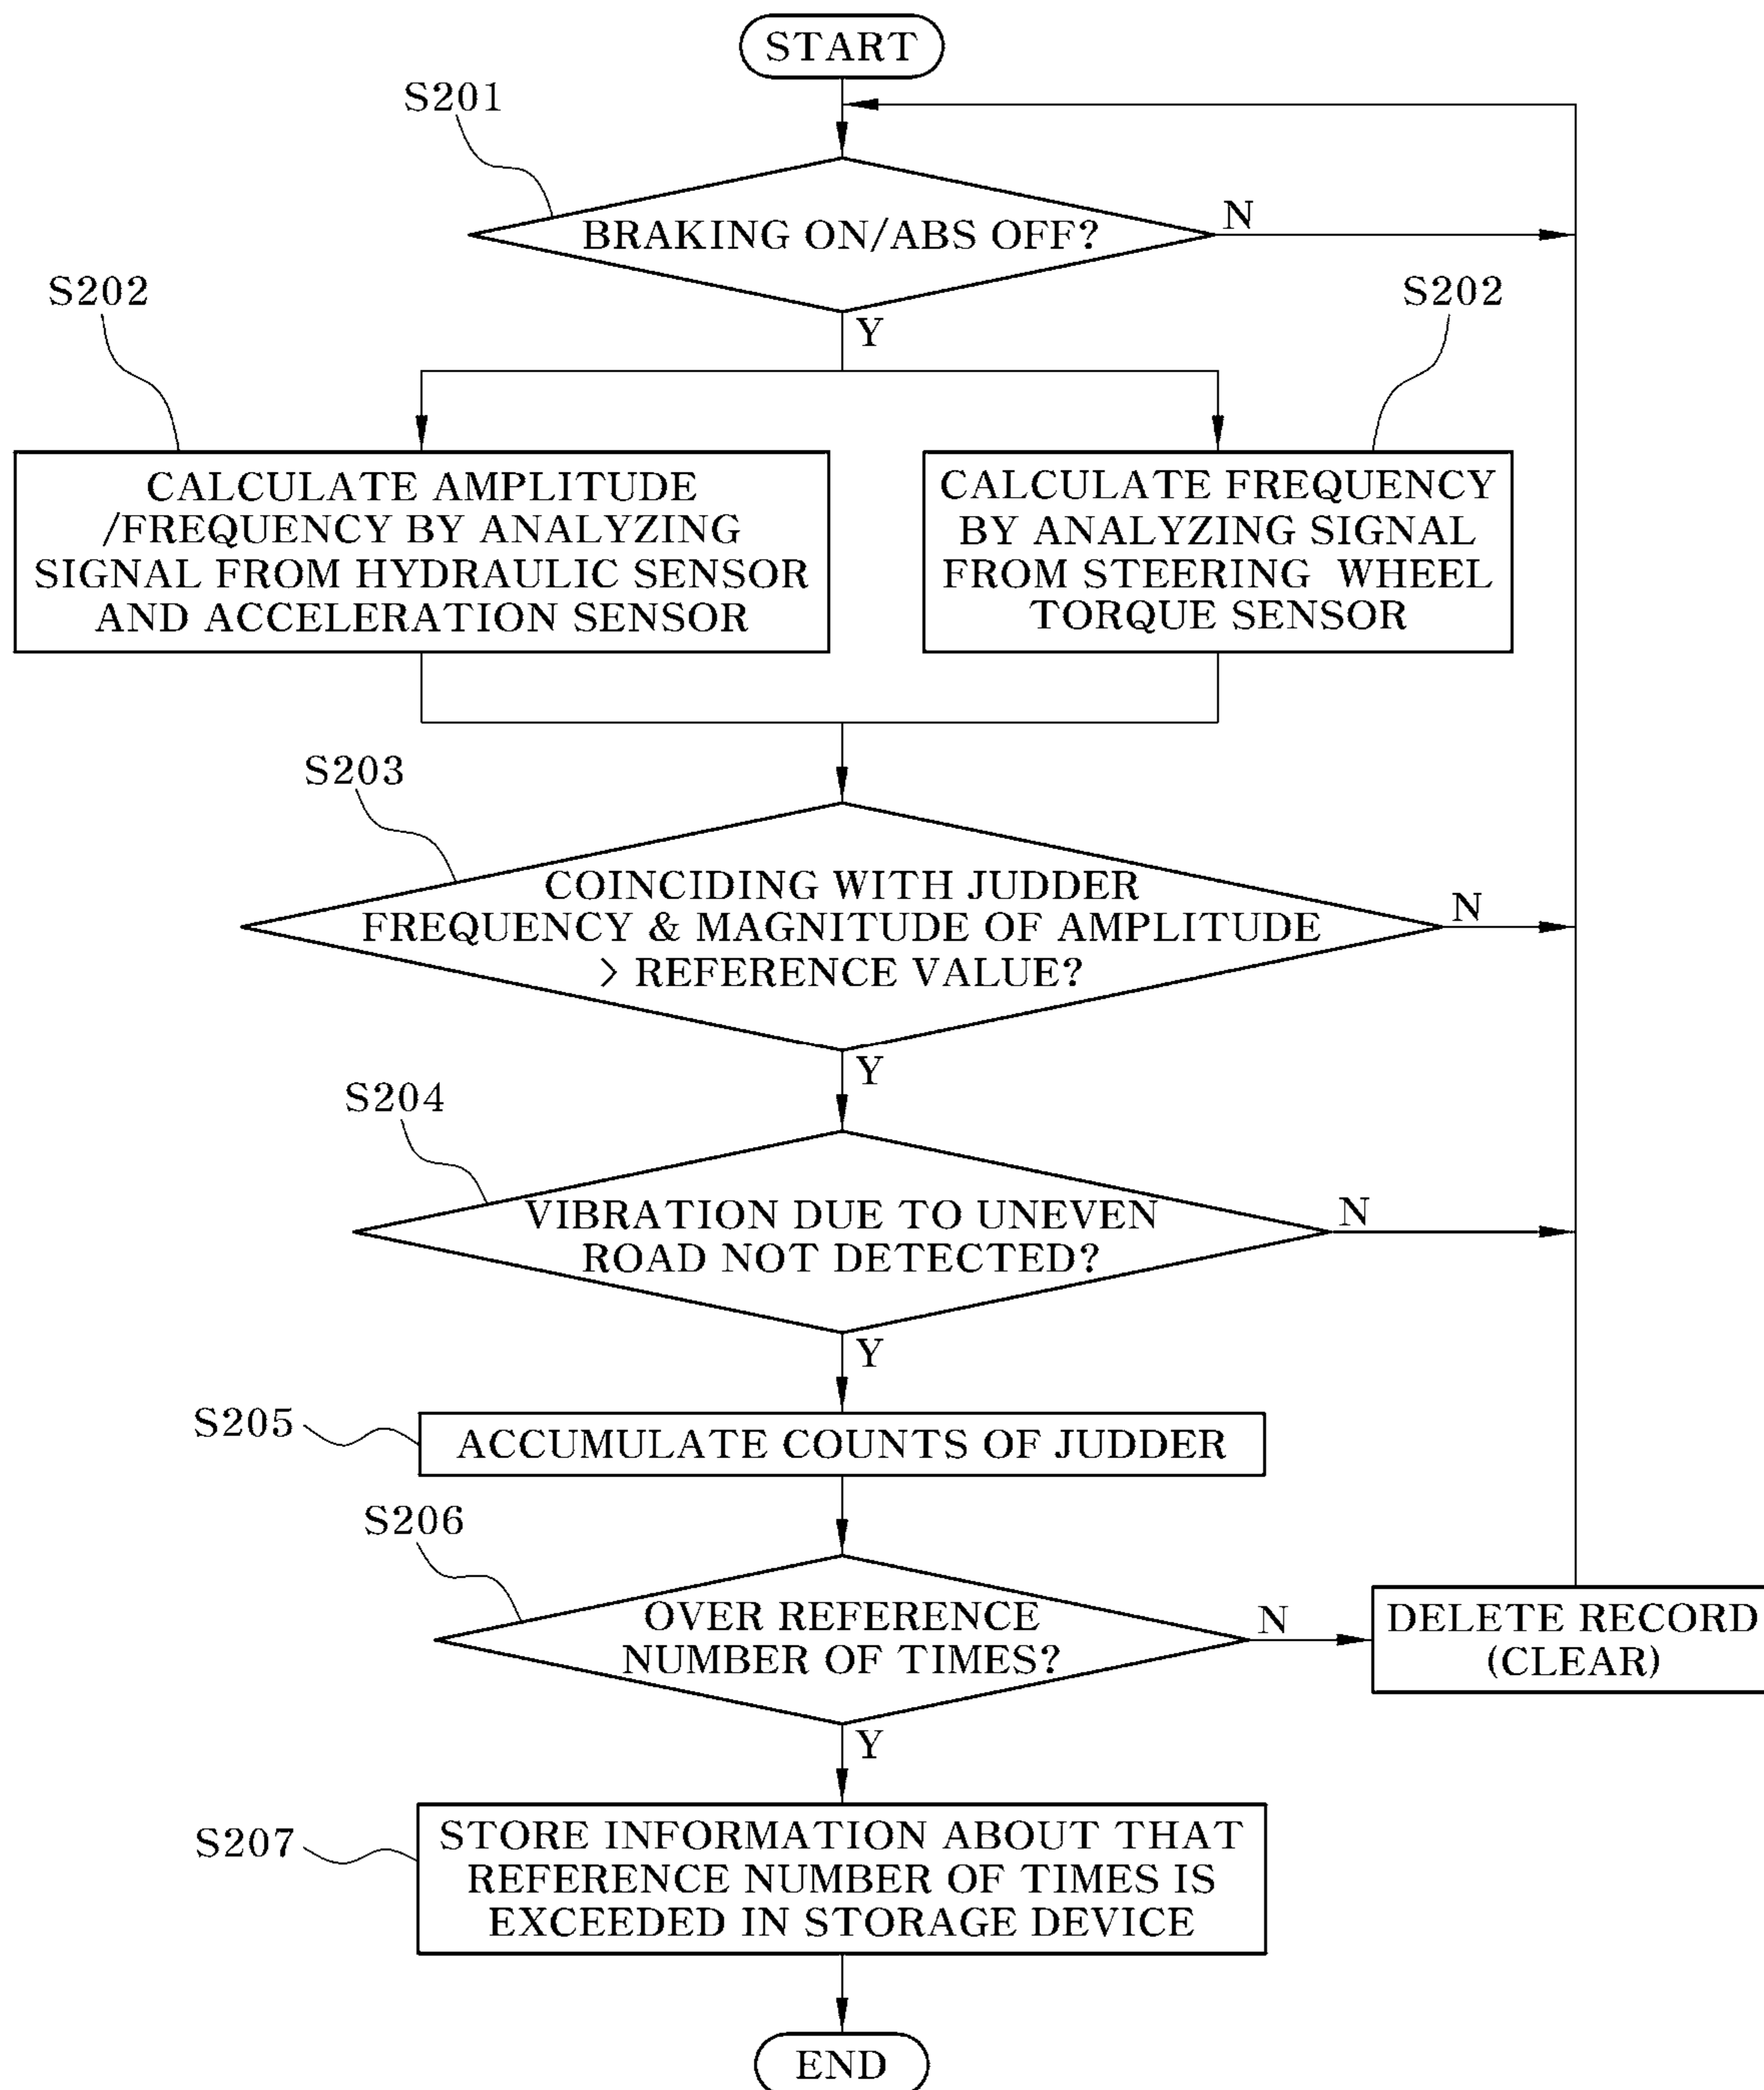 START
S201
BRAKING ON/ABS OFF?
N
Y
S202
S202
CALCULATE AMPLITUDE
/FREQUENCY BY ANALYZING
SIGNAL FROM HYDRAULIC SENSOR
AND ACCELERATION SENSOR
CALCULATE FREQUENCY
BY ANALYZING SIGNAL
FROM STEERING WHEEL
TORQUE SENSOR
S203
COINCIDING WITH JUDDER
FREQUENCY & MAGNITUDE OF AMPLITUDE
> REFERENCE VALUE?
N
Y
S204
VIBRATION DUE TO UNEVEN
ROAD NOT DETECTED?
N
Y
S205
ACCUMULATE COUNTS OF JUDDER
S206
OVER REFERENCE
NUMBER OF TIMES?
N
DELETE RECORD
(CLEAR)
Y
S207
STORE INFORMATION ABOUT THAT
REFERENCE NUMBER OF TIMES IS
EXCEEDED IN STORAGE DEVICE
END